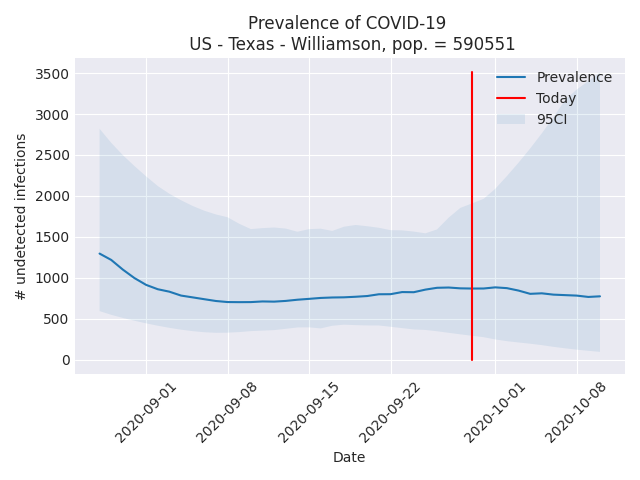 Prevalence of COVID-19
US - Texas - Williamson, pop. = 590551
Prevalence
Today
95CI
3500
3000
2500
2000
1500
1000
500
0
# undetected infections
2020-09-01
2020-09-08
2020-09-15
2020-09-22
2020-10-01
2020-10-08
Date